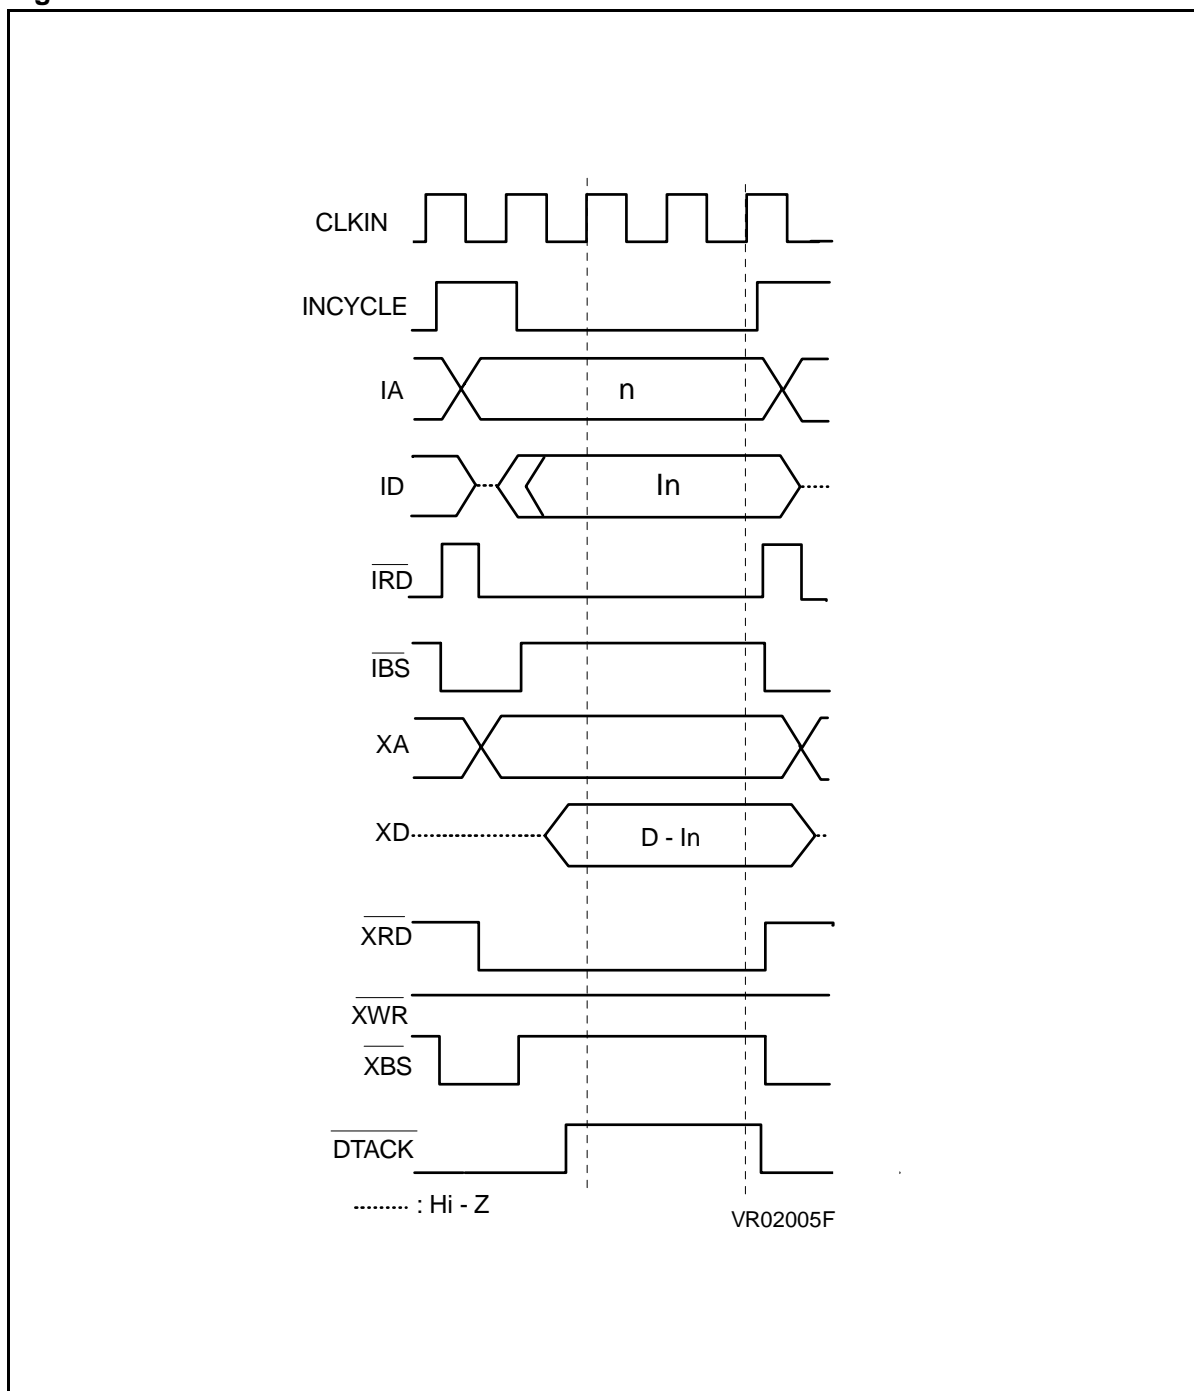 CLKIN
INCYCLE
IA
n
ID
In
IRD
IBS
XA
XD
D - In
XRD
XWR
XBS
DTACK
: Hi - Z
VR02005F